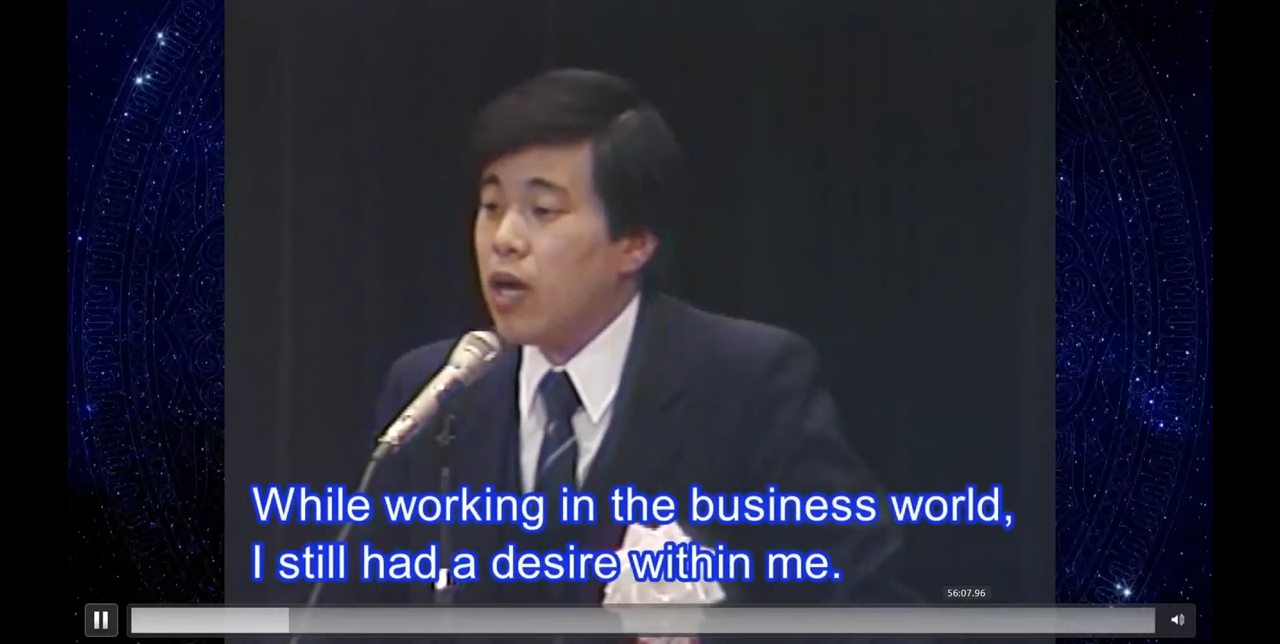 While working in the business world,
I still had a desire within me.
56:07.96